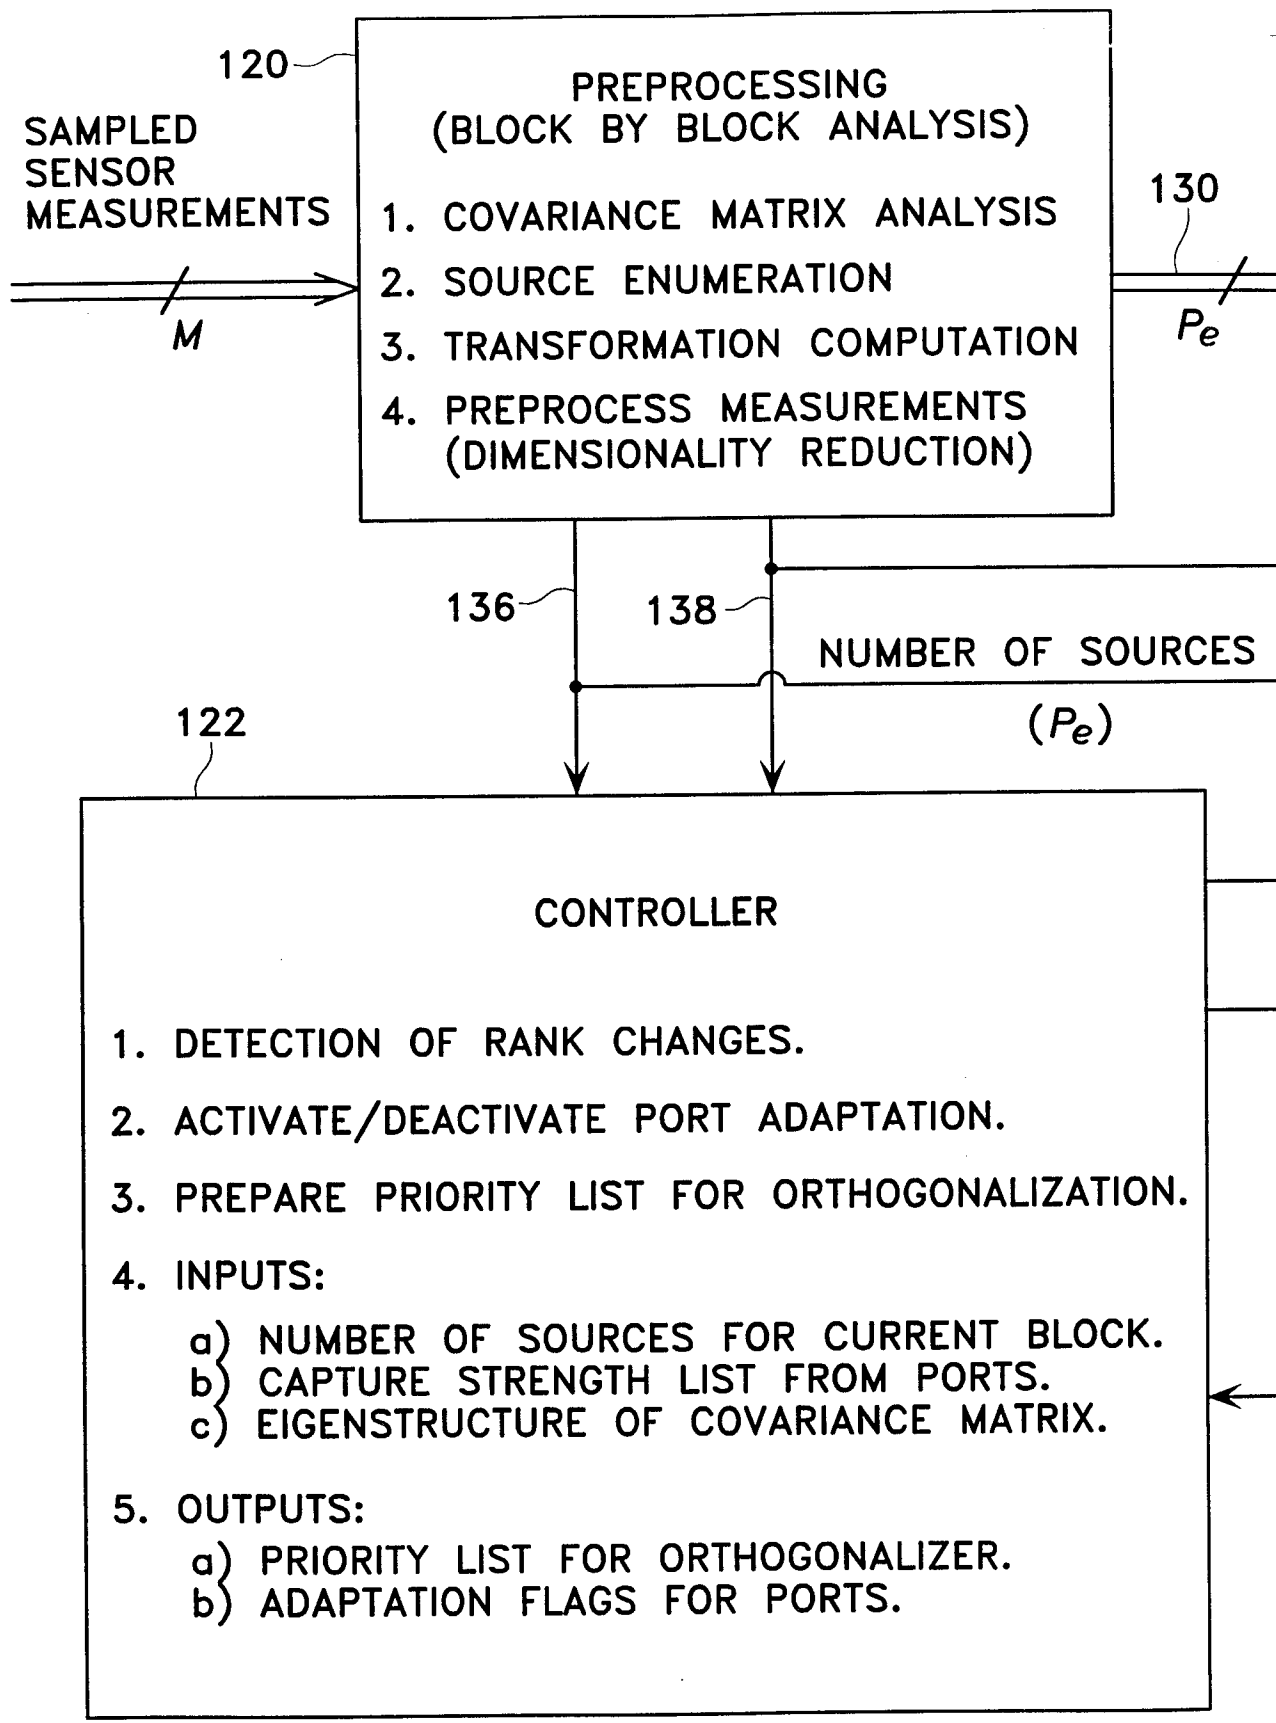 120
PREPROCESSING
(BLOCK BY BLOCK ANALYSIS)
SAMPLED
SENSOR
MEASUREMENTS
M
1. COVARIANCE MATRIX ANALYSIS
2. SOURCE ENUMERATION
3. TRANSFORMATION COMPUTATION
4. PREPROCESS MEASUREMENTS
(DIMENSIONALITY REDUCTION)
130
Pe
136
138
NUMBER OF SOURCES
(Pe)
122
CONTROLLER
1. DETECTION OF RANK CHANGES.
2. ACTIVATE/DEACTIVATE PORT ADAPTATION.
3. PREPARE PRIORITY LIST FOR ORTHOGONALIZATION.
4. INPUTS:
a) NUMBER OF SOURCES FOR CURRENT BLOCK.
b) CAPTURE STRENGTH LIST FROM PORTS.
c) EIGENSTRUCTURE OF COVARIANCE MATRIX.
5. OUTPUTS:
a) PRIORITY LIST FOR ORTHOGONALIZER.
b) ADAPTATION FLAGS FOR PORTS.